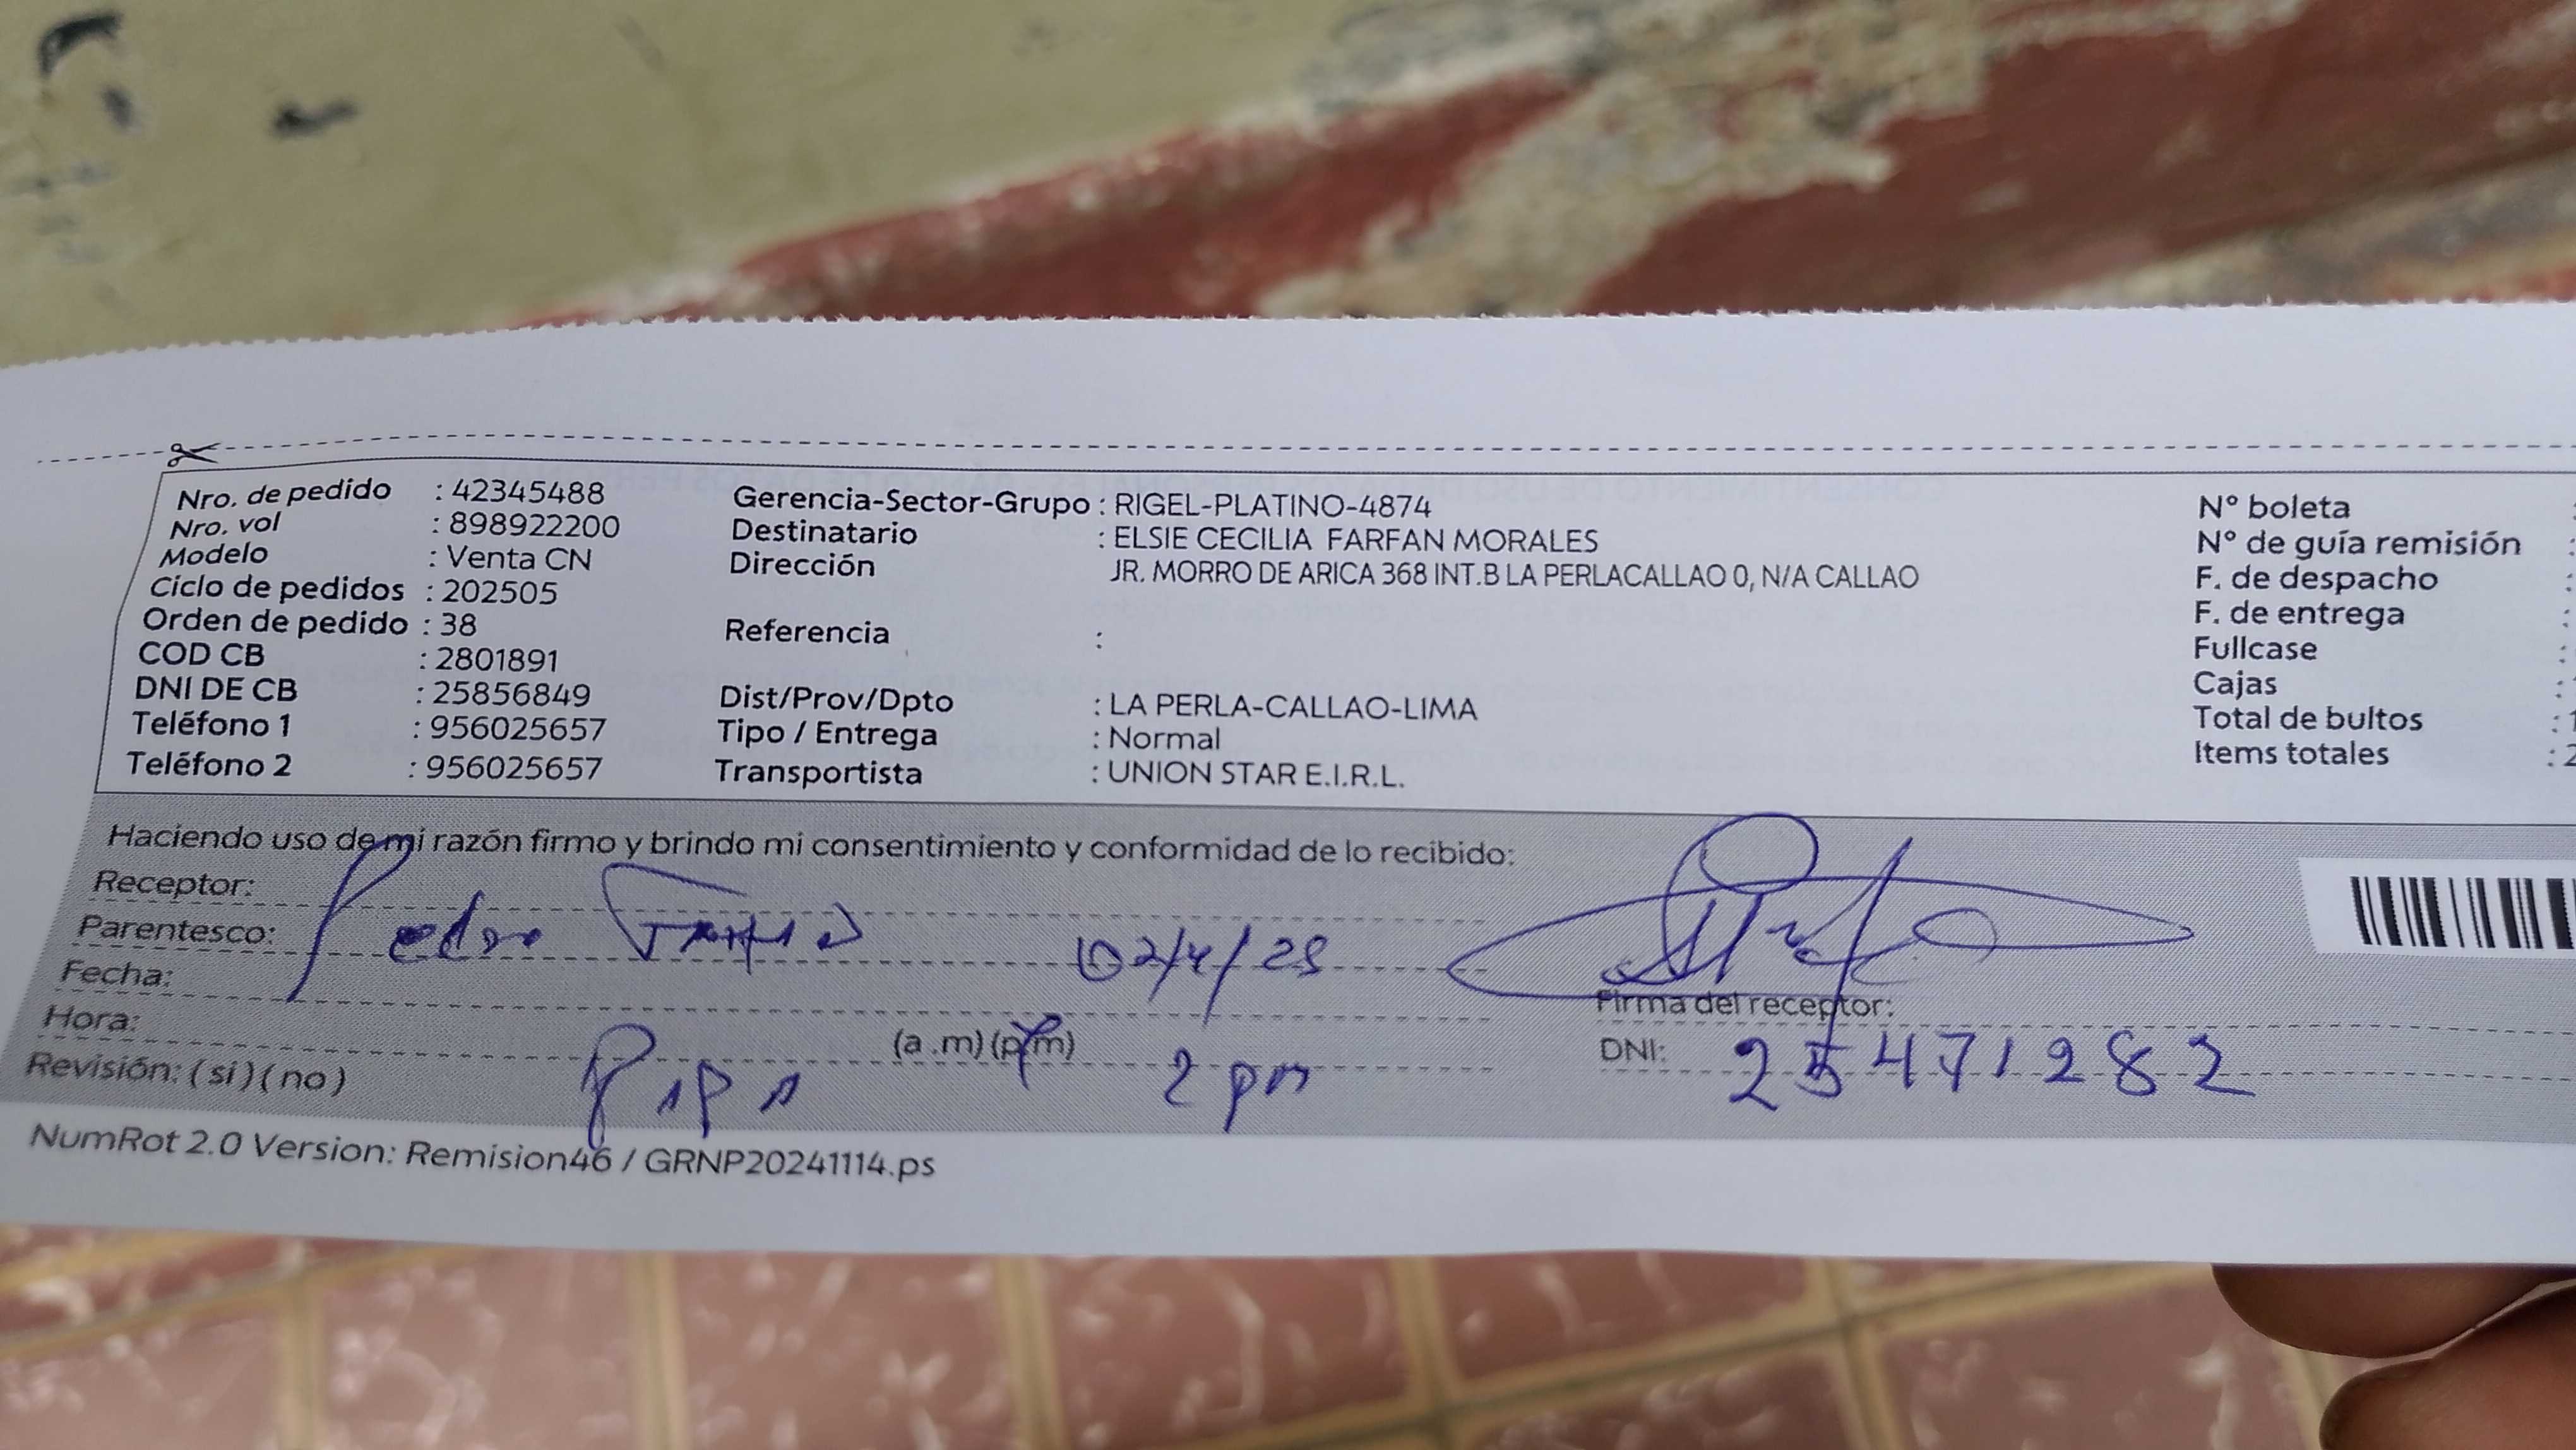 Nro. de pedido : 42345488
Nro. vol : 898922200
Modelo : Venta CN
Ciclo de pedidos : 202505
Orden de pedido : 38
COD CB : 2801891
DNI DE CB : 25856849
Teléfono 1 : 956025657
Teléfono 2 : 956025657
Gerencia-Sector-Grupo : RIGEL-PLATINO-4874
Destinatario : ELSIE CECILIA FARFAN MORALES
Dirección JR. MORRO DE ARICA 368 INT.B LA PERLACALLAO 0, N/A CALLAO
Referencia :
Dist/Prov/Dpto : LA PERLA-CALLAO-LIMA
Tipo / Entrega : Normal
Transportista : UNION STAR E.I.R.L.
N° boleta :
N° de guía remisión :
F. de despacho :
F. de entrega :
Fullcase :
Cajas :
Total de bultos : 1
Items totales : 2
Haciendo uso de mi razón firmo y brindo mi consentimiento y conformidad de lo recibido:
Receptor:
Parentesco: Pedro
Fecha: 02/4/25
Hora: (a .m) (p.m) 2 pm
Revisión: ( si ) ( no ) Papa
Firma del receptor:
DNI: 25471282
NumRot 2.0 Version: Remision46 / GRNP20241114.ps